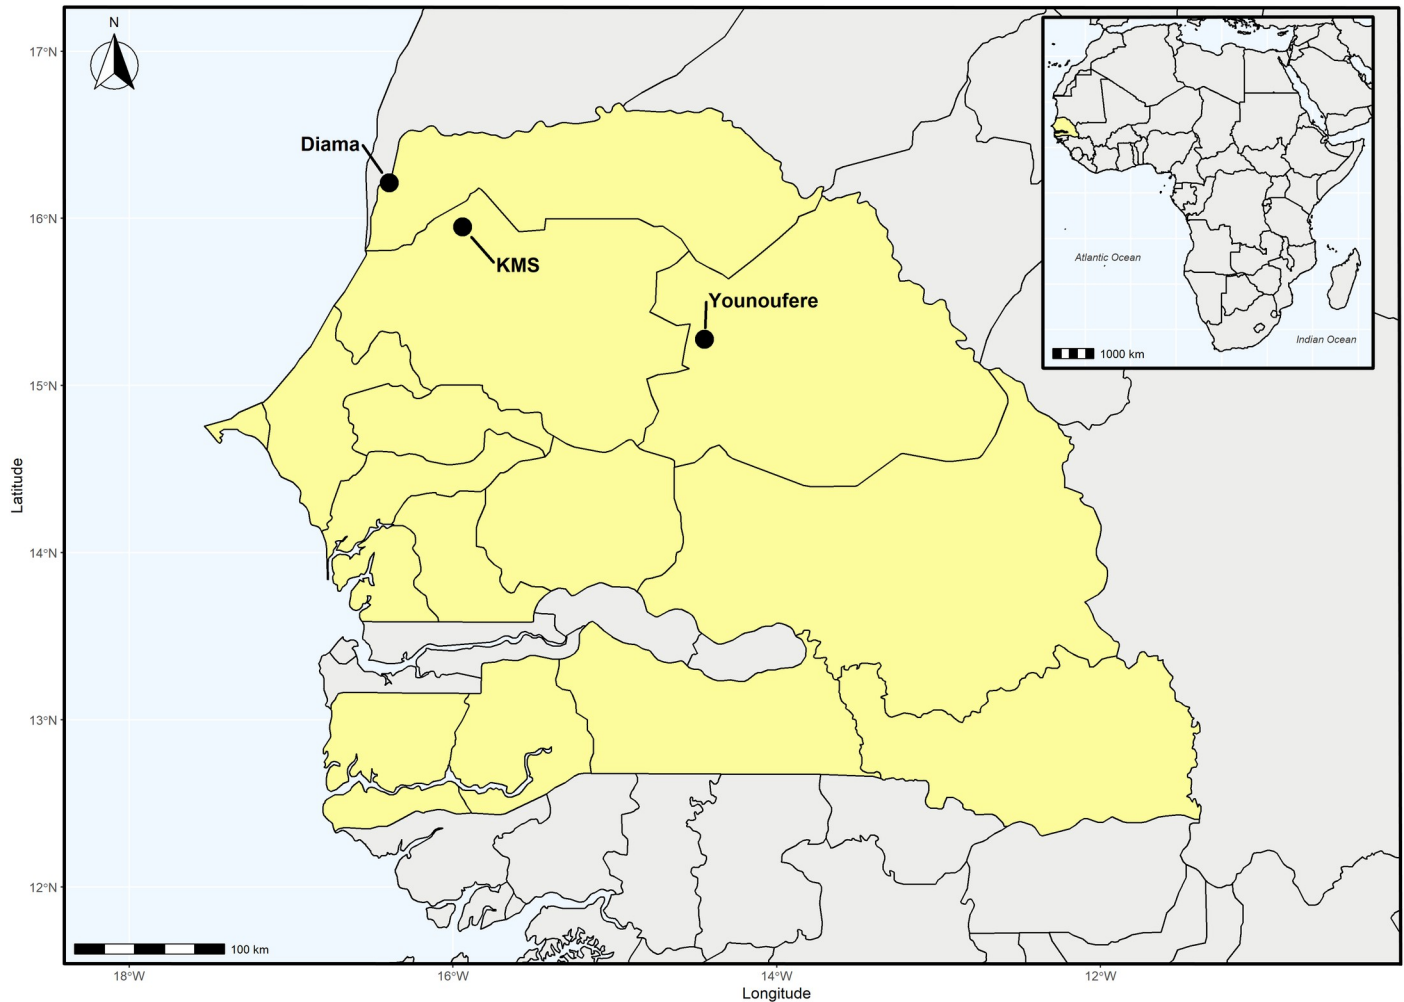 N
17°N
16°N
15°N
14°N
13°N
12°N
Latitude
Diama
KMS
Younoufere
Atlantic Ocean
Indian Ocean
1000 km
100 km
18°W
16°W
14°W
12°W
Longitude